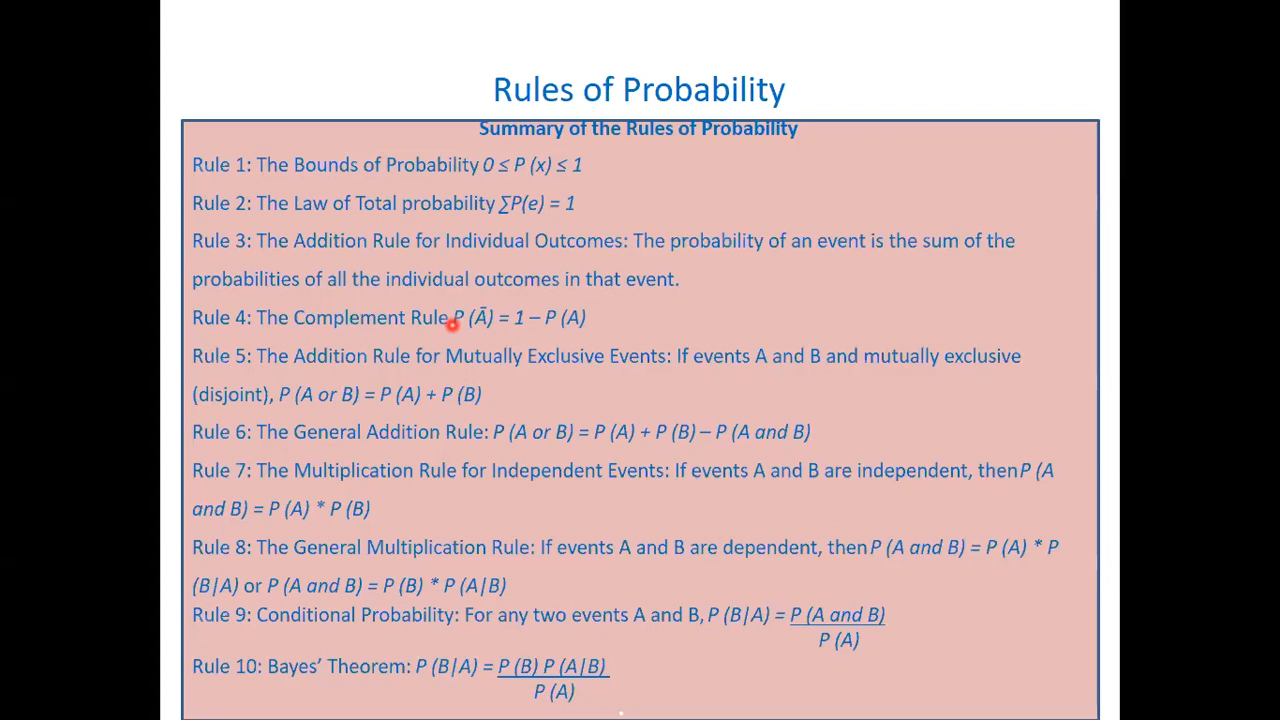 Rules of Probability
Summary of the Rules of Probability
Rule 1: The Bounds of Probability 0 ≤ P (x) ≤ 1
Rule 2: The Law of Total probability ∑P(e) = 1
Rule 3: The Addition Rule for Individual Outcomes: The probability of an event is the sum of the
probabilities of all the individual outcomes in that event.
Rule 4: The Complement Rule P (Ā) = 1 – P (A)
Rule 5: The Addition Rule for Mutually Exclusive Events: If events A and B and mutually exclusive
(disjoint), P (A or B) = P (A) + P (B)
Rule 6: The General Addition Rule: P (A or B) = P (A) + P (B) – P (A and B)
Rule 7: The Multiplication Rule for Independent Events: If events A and B are independent, then P (A
and B) = P (A) * P (B)
Rule 8: The General Multiplication Rule: If events A and B are dependent, then P (A and B) = P (A) * P
(B|A) or P (A and B) = P (B) * P (A|B)
Rule 9: Conditional Probability: For any two events A and B, P (B|A) = P (A and B)
P (A)
Rule 10: Bayes’ Theorem: P (B|A) = P (B) P (A|B)
P (A)